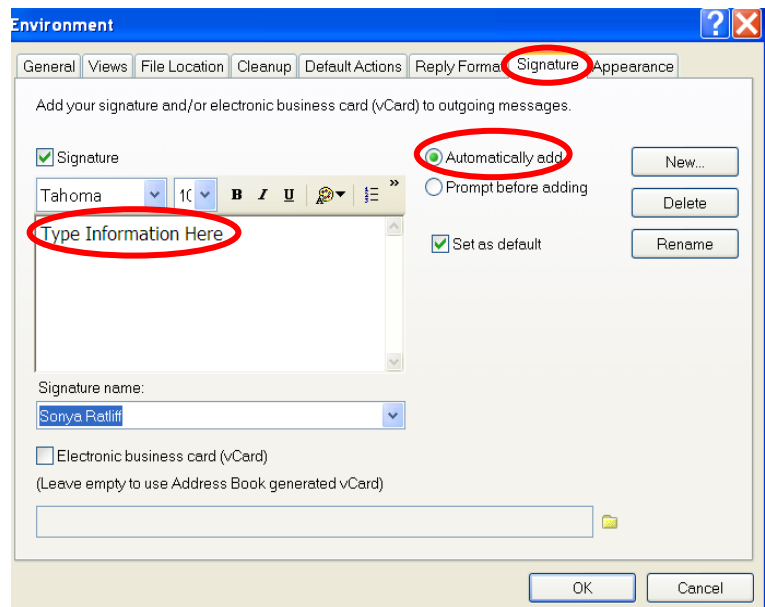 Environment
General Views File Location Cleanup Default Actions Reply Format Signature Appearance
Add your signature and/or electronic business card (vCard) to outgoing messages.
Signature
Automatically add
New...
Tahoma 10 B I U »
Prompt before adding
Delete
Type Information Here
Set as default
Rename
Signature name:
Sonya Ratliff
Electronic business card (vCard)
(Leave empty to use Address Book generated vCard)
OK Cancel